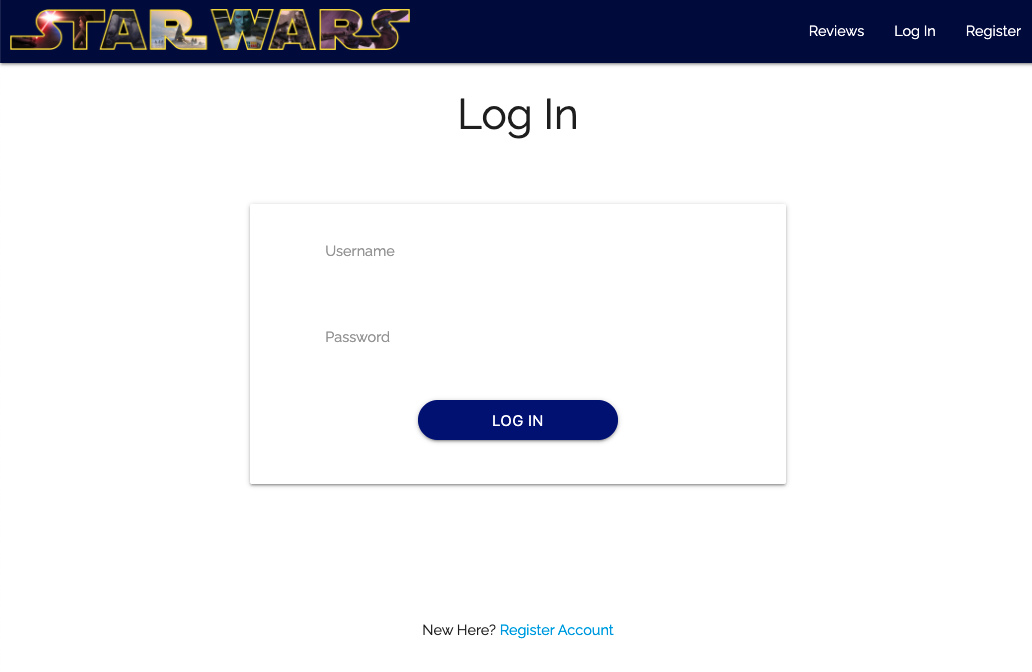 STAR WARS
Reviews Log In Register
Log In
Username
Password
LOG IN
New Here? Register Account